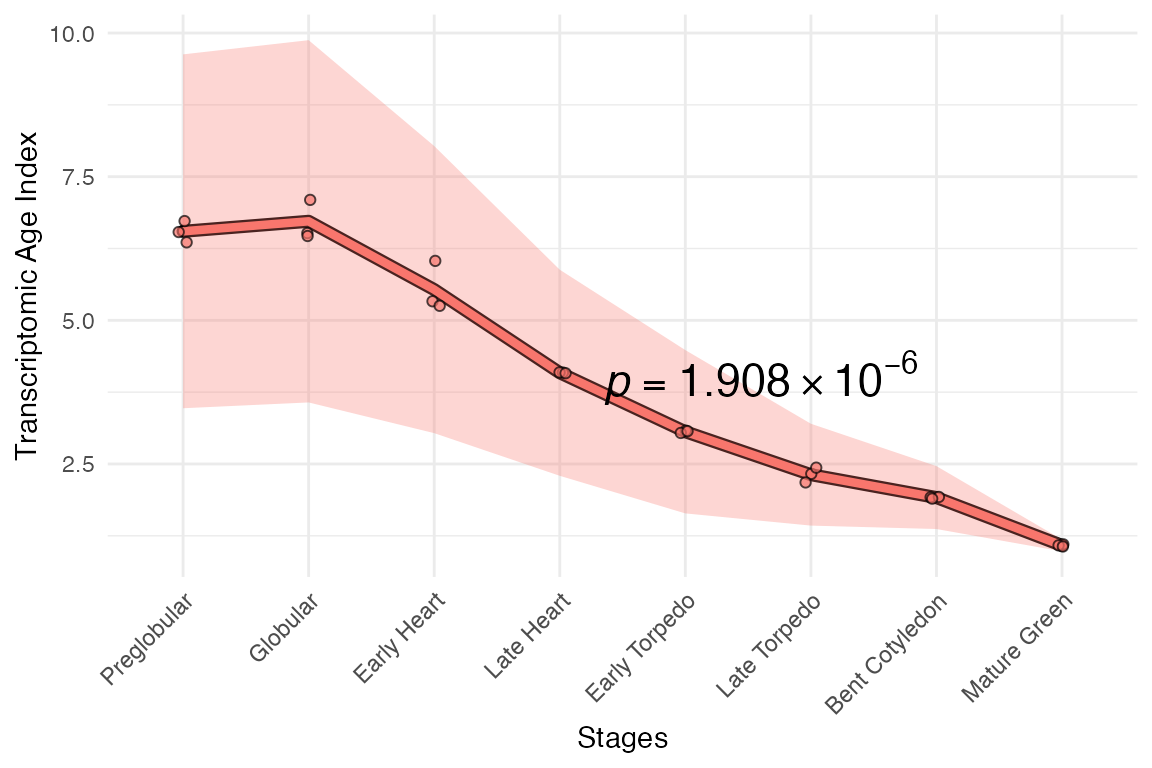 Transcriptomic Age Index
10.0
7.5
5.0
2.5
p = 1.908 × 10⁻⁶
Preglobular
Globular
Early Heart
Late Heart
Early Torpedo
Late Torpedo
Bent Cotyledon
Mature Green
Stages